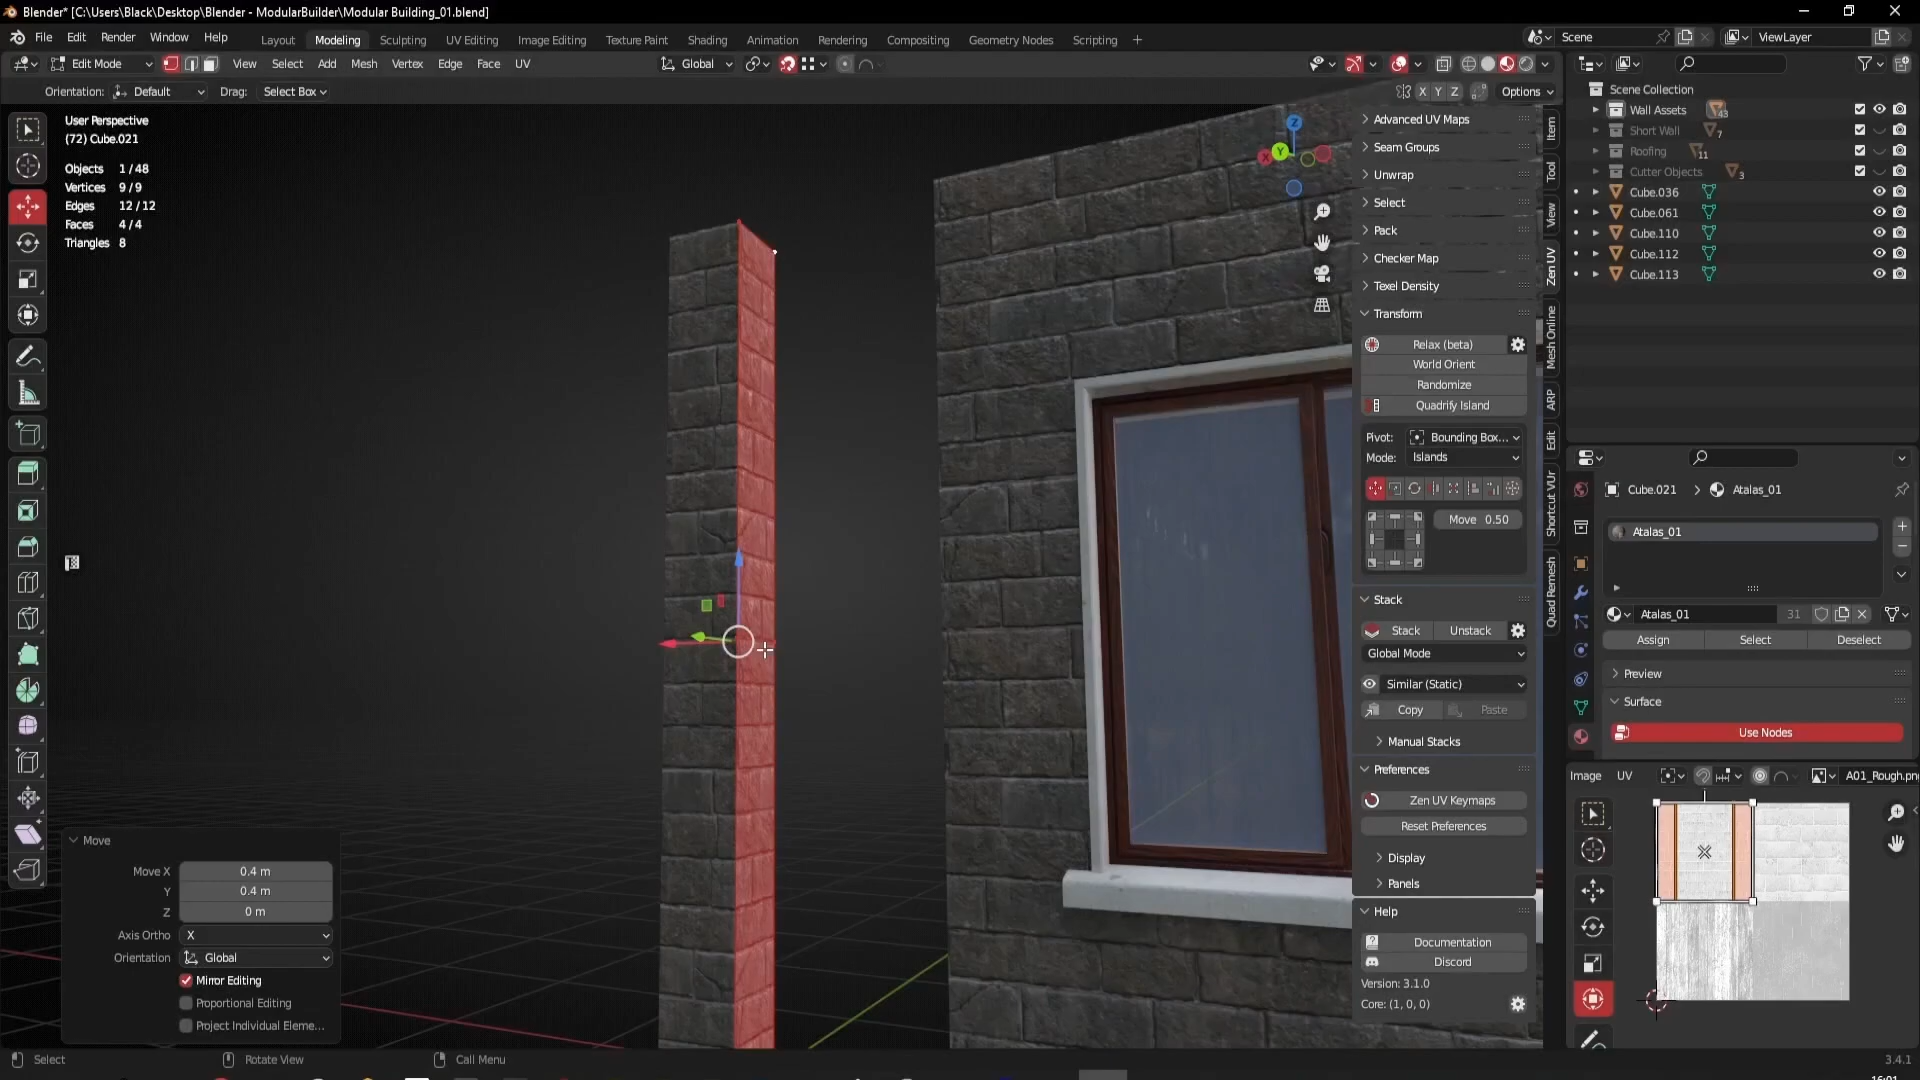 Blender* [C:\Users\Black\Desktop\Blender - ModularBuilder\Modular Building_01.blend]
File Edit Render Window Help
Layout Modeling Sculpting UV Editing Image Editing Texture Paint Shading Animation Rendering Compositing Geometry Nodes Scripting +
Scene ViewLayer
Edit Mode View Select Add Mesh Vertex Edge Face UV Global
Orientation: Default Drag: Select Box X Y Z Options
User Perspective
(72) Cube.021
Objects 1 / 48
Vertices 9 / 9
Edges 12 / 12
Faces 4 / 4
Triangles 8
Z
Y
X
Advanced UV Maps
Seam Groups
Unwrap
Select
Pack
Checker Map
Texel Density
Transform
Relax (beta)
World Orient
Randomize
Quadrify Island
Pivot: Bounding Box...
Mode: Islands
Move 0.50
Stack
Stack Unstack
Global Mode
Similar (Static)
Copy Paste
Manual Stacks
Preferences
Zen UV Keymaps
Reset Preferences
Display
Panels
Help
Documentation
Discord
Version: 3.1.0
Core: (1, 0, 0)
Item
Tool
View
Zen UV
Mesh Online
ARP
Edit
Shortcut VUr
Quad Remesh
Scene Collection
Wall Assets 43
Short Wall 7
Roofing 11
Cutter Objects 3
Cube.036
Cube.061
Cube.110
Cube.112
Cube.113
Cube.021 > Atalas_01
Atalas_01
Atalas_01 31
Assign Select Deselect
Preview
Surface
Use Nodes
Image UV A01_Rough.pn
Move
Move X 0.4 m
Y 0.4 m
Z 0 m
Axis Ortho X
Orientation Global
Mirror Editing
Proportional Editing
Project Individual Eleme...
Select Rotate View Call Menu 3.4.1